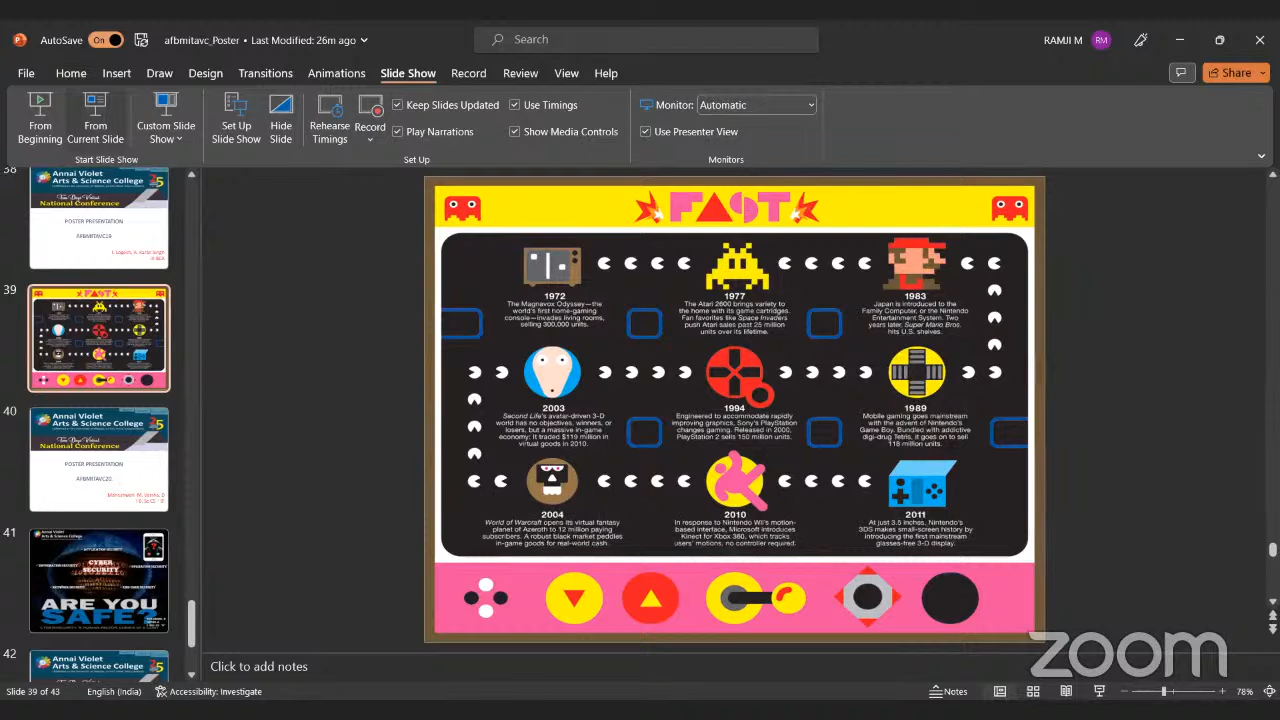 AutoSave On afbmitavc_Poster • Last Modified: 26m ago Search RAMJI M RM
File Home Insert Draw Design Transitions Animations Slide Show Record Review View Help Share
From Beginning
From Current Slide
Custom Slide Show
Set Up Slide Show
Hide Slide
Rehearse Timings
Record
Keep Slides Updated Use Timings Monitor: Automatic
Play Narrations Show Media Controls Use Presenter View
Start Slide Show Set Up Monitors
38
Annai Violet
Arts & Science College
National Conference
POSTER PRESENTATION
AFBMITAVC19
39
40
Annai Violet
Arts & Science College
National Conference
POSTER PRESENTATION
AFBMITAVC20.
41
Annai Violet
Arts & Science College
CYBER
SECURITY
ARE YOU
SAFE?
42
Annai Violet
Arts & Science College
FAST
1972
The Magnavox Odyssey—the
world's first home-gaming
console—invades living rooms,
selling 300,000 units.
1977
The Atari 2600 brings variety to
the home with its game cartridges.
Fan favorites like Space Invaders
push Atari sales past 25 million
units over its lifetime.
1983
Japan is introduced to the
Family Computer, or the Nintendo
Entertainment System. Two
years later, Super Mario Bros.
hits U.S. shelves.
2003
Second Life's avatar-driven 3-D
world has no objectives, winners, or
losers, but a massive in-game
economy: It traded $119 million in
virtual goods in 2010.
1994
Engineered to accommodate rapidly
improving graphics, Sony's PlayStation
changes gaming. Released in 2000,
PlayStation 2 sells 150 million units.
1989
Mobile gaming goes mainstream
with the advent of Nintendo's
Game Boy. Bundled with addictive
digi-drug Tetris, it goes on to sell
118 million units.
2004
World of Warcraft opens its virtual fantasy
planet of Azeroth to 12 million paying
subscribers. A robust black market peddles
in-game goods for real-world cash.
2010
In response to Nintendo Wii's motion-
based interface, Microsoft introduces
Kinect for Xbox 360, which tracks
users' motions, no controller required.
2011
At just 3.5 inches, Nintendo's
3DS makes small-screen history by
introducing the first mainstream
glasses-free 3-D display.
zoom
Click to add notes
Slide 39 of 43 English (India) Accessibility: Investigate Notes 78%